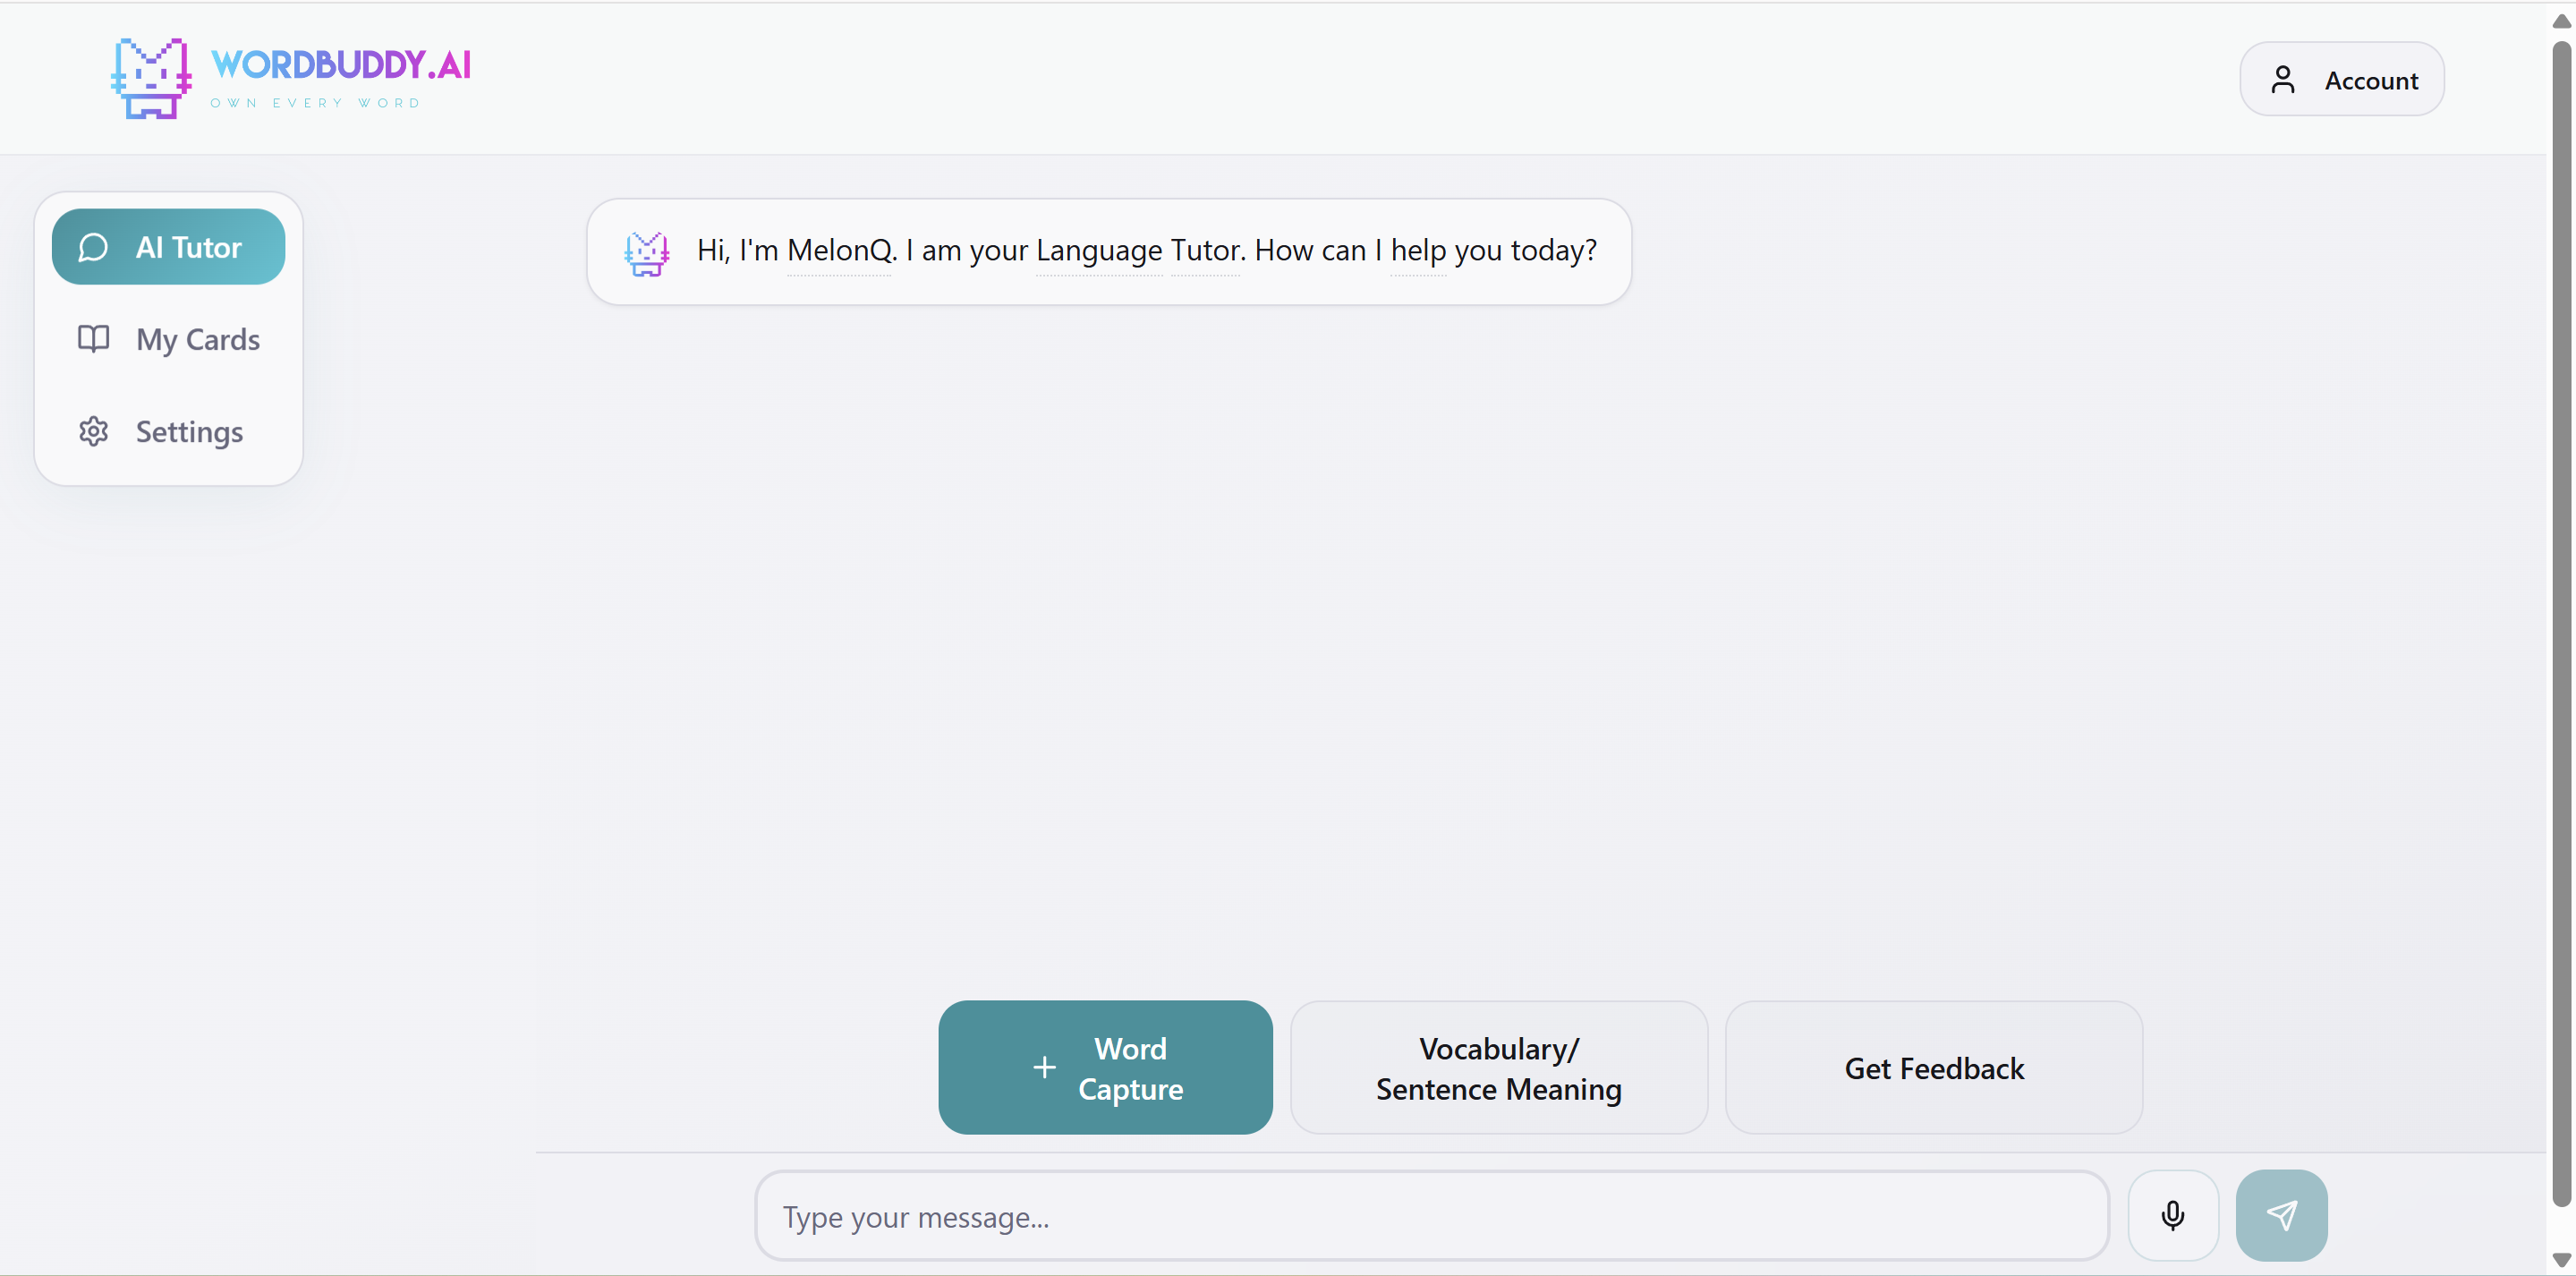 WORDBUDDY.AI
OWN EVERY WORD
Account
AI Tutor
My Cards
Settings
Hi, I'm MelonQ. I am your Language Tutor. How can I help you today?
Word
Capture
Vocabulary/
Sentence Meaning
Get Feedback
Type your message...